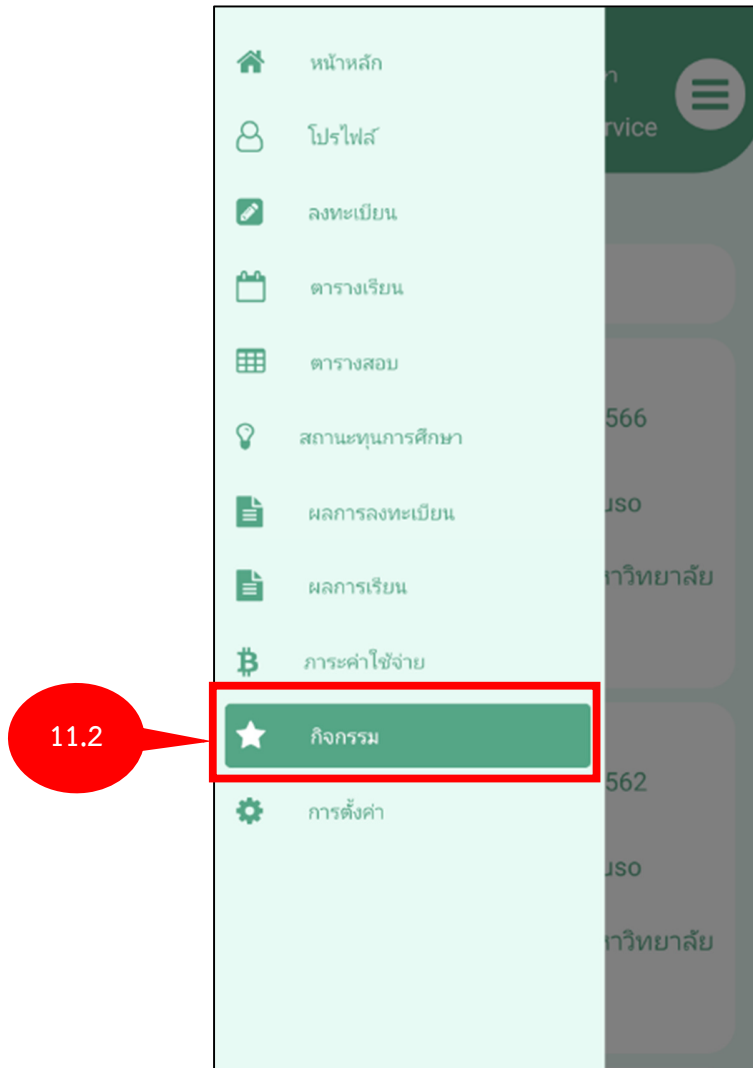 หน้าหลัก
โปรไฟล์
ลงทะเบียน
ตารางเรียน
ตารางสอบ
สถานะทุนการศึกษา
ผลการลงทะเบียน
ผลการเรียน
ภาระค่าใช้จ่าย
11.2
กิจกรรม
การตั้งค่า
rvice
566
หาวิทยาลัย
562
หาวิทยาลัย